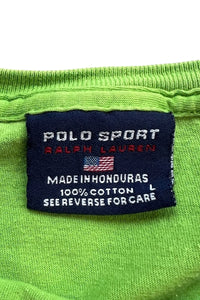 POLO SPORT
RALPH LAUREN
MADE IN HONDURAS
100% COTTON L
SEE REVERSE FOR CARE